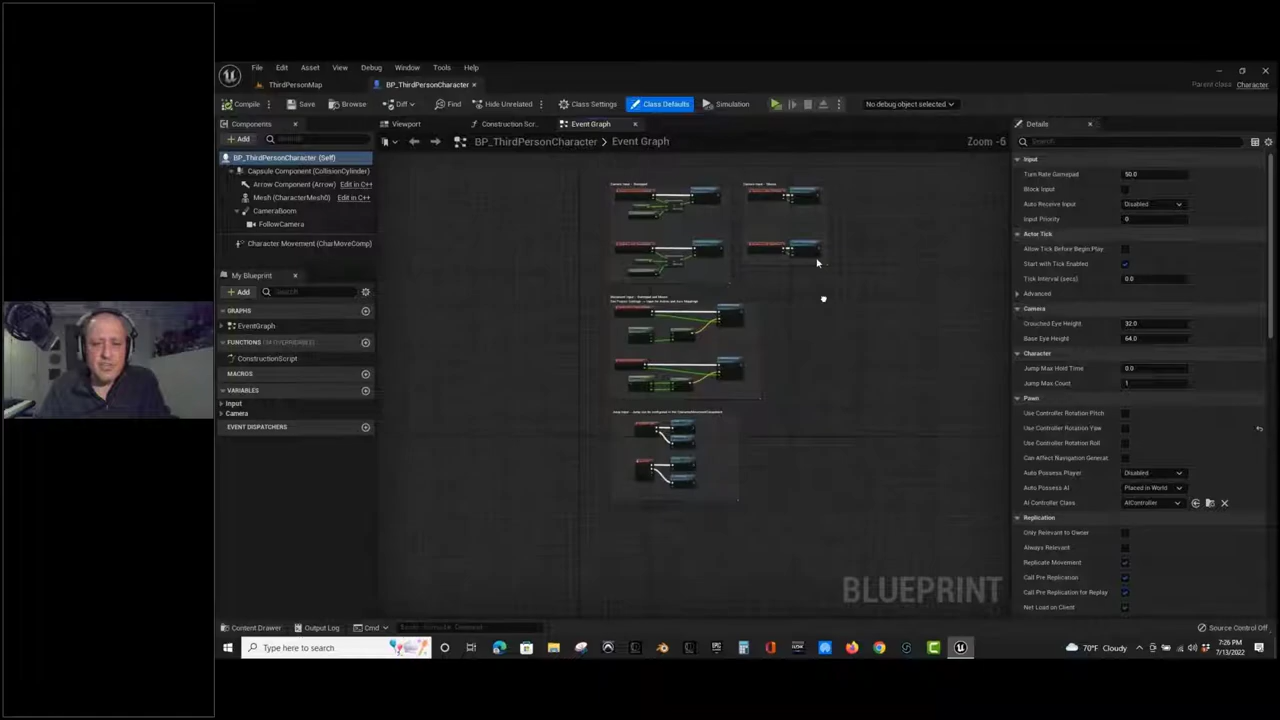 File Edit Asset View Debug Window Tools Help
ThirdPersonMap
BP_ThirdPersonCharacter
Parent class: Character
Compile
Save
Browse
Diff
Find
Hide Unrelated
Class Settings
Class Defaults
Simulation
No debug object selected
Components
Add
Search
BP_ThirdPersonCharacter (Self)
Capsule Component (CollisionCylinder)
Arrow Component (Arrow) Edit in C++
Mesh (CharacterMesh0) Edit in C++
CameraBoom
FollowCamera
Character Movement (CharMoveComp)
My Blueprint
Add
Search
GRAPHS
EventGraph
FUNCTIONS
ConstructionScript
MACROS
VARIABLES
Input
Camera
EVENT DISPATCHERS
Viewport
Construction Scr...
Event Graph
BP_ThirdPersonCharacter > Event Graph
Zoom -6
BLUEPRINT
Details
Search
Input
Turn Rate Gamepad 50.0
Block Input
Auto Receive Input Disabled
Input Priority 0
Actor Tick
Allow Tick Before Begin Play
Start with Tick Enabled
Tick Interval (secs) 0.0
Advanced
Camera
Crouched Eye Height 32.0
Base Eye Height 64.0
Character
Jump Max Hold Time 0.0
Jump Max Count 1
Pawn
Use Controller Rotation Pitch
Use Controller Rotation Yaw
Use Controller Rotation Roll
Can Affect Navigation Generat
Auto Possess Player Disabled
Auto Possess AI Placed in World
AI Controller Class AIController
Replication
Only Relevant to Owner
Always Relevant
Replicate Movement
Call Pre Replication
Call Pre Replication for Replay
Net Load on Client
Content Drawer
Output Log
Cmd
Source Control Off
Type here to search
70°F Cloudy
7:26 PM
7/13/2022